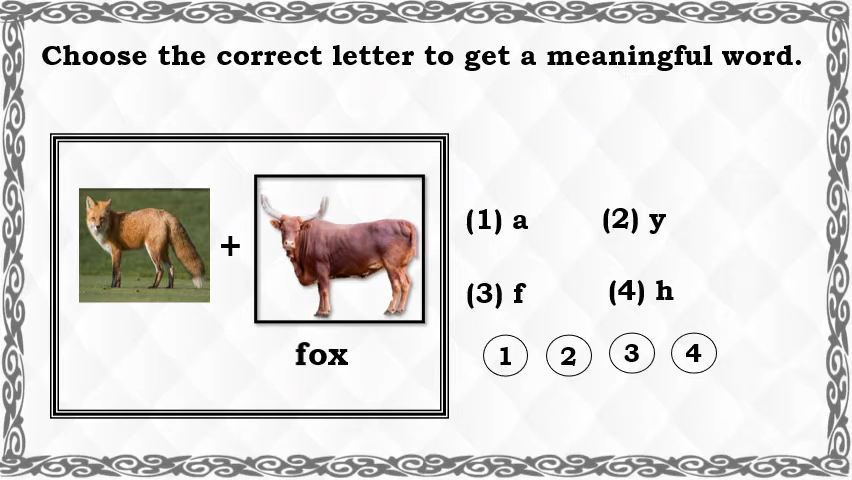 Choose the correct letter to get a meaningful word.
+
(1) a (2) y
(3) f (4) h
fox
1 2 3 4